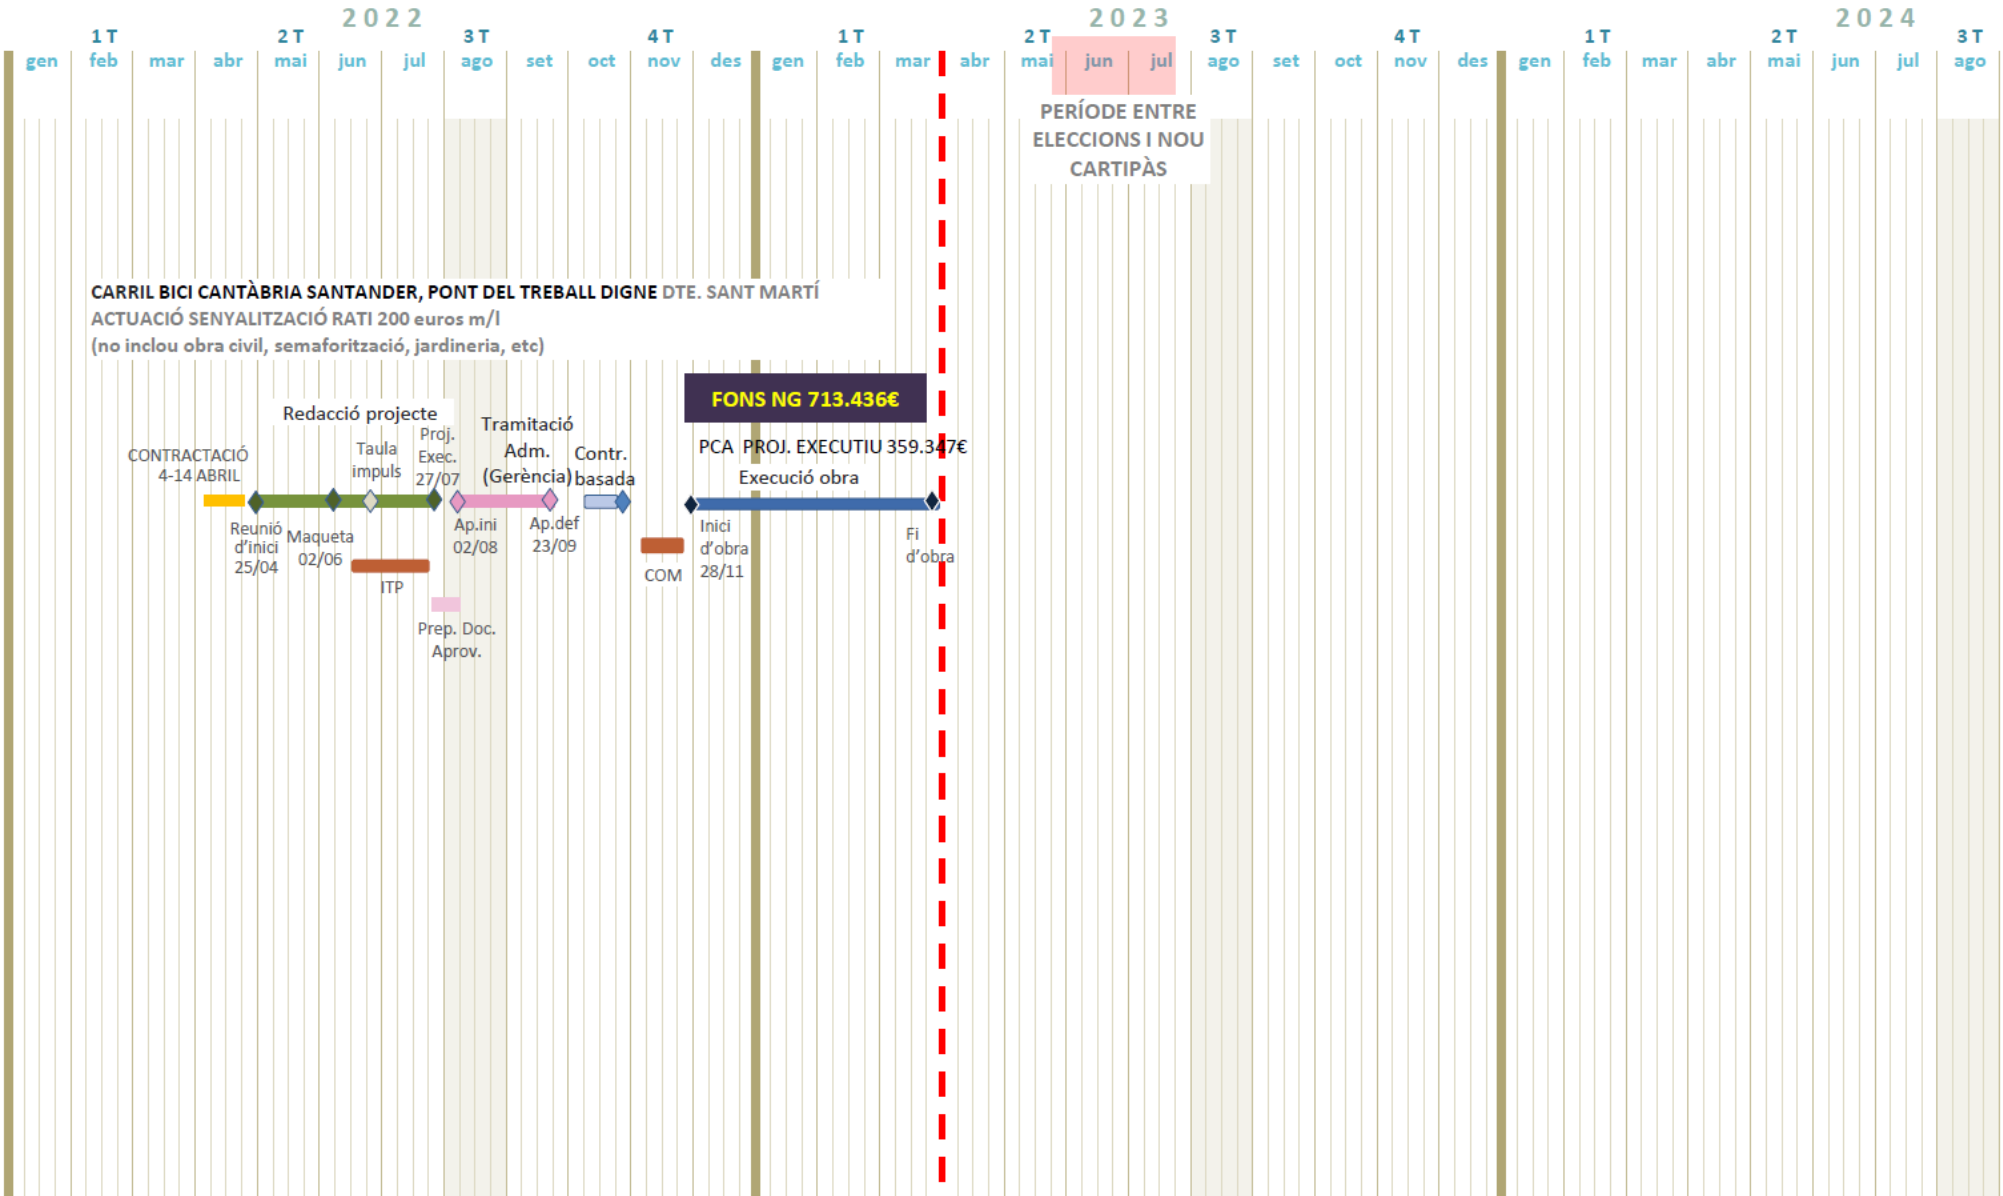 2022 2023 2024
1 T 2 T 3 T 4 T 1 T 2 T 3 T 4 T 1 T 2 T 3 T
gen feb mar abr mai jun jul ago set oct nov des gen feb mar abr mai jun jul ago set oct nov des gen feb mar abr mai jun jul ago
PERÍODE ENTRE
ELECCIONS I NOU
CARTIPÀS
CARRIL BICI CANTÀBRIA SANTANDER, PONT DEL TREBALL DIGNE DTE. SANT MARTÍ
ACTUACIÓ SENYALITZACIÓ RATI 200 euros m/l
(no inclou obra civil, semaforització, jardineria, etc)
FONS NG 713.436€
PCA PROJ. EXECUTIU 359.347€
Execució obra
CONTRACTACIÓ
4-14 ABRIL
Redacció projecte
Taula
impuls
Proj.
Exec.
27/07
Tramitació
Adm.
(Gerència)
Contr.
basada
Reunió
d'inici
25/04
Maqueta
02/06
ITP
Prep. Doc.
Aprov.
Ap.ini
02/08
Ap.def
23/09
COM
Inici
d'obra
28/11
Fi
d'obra